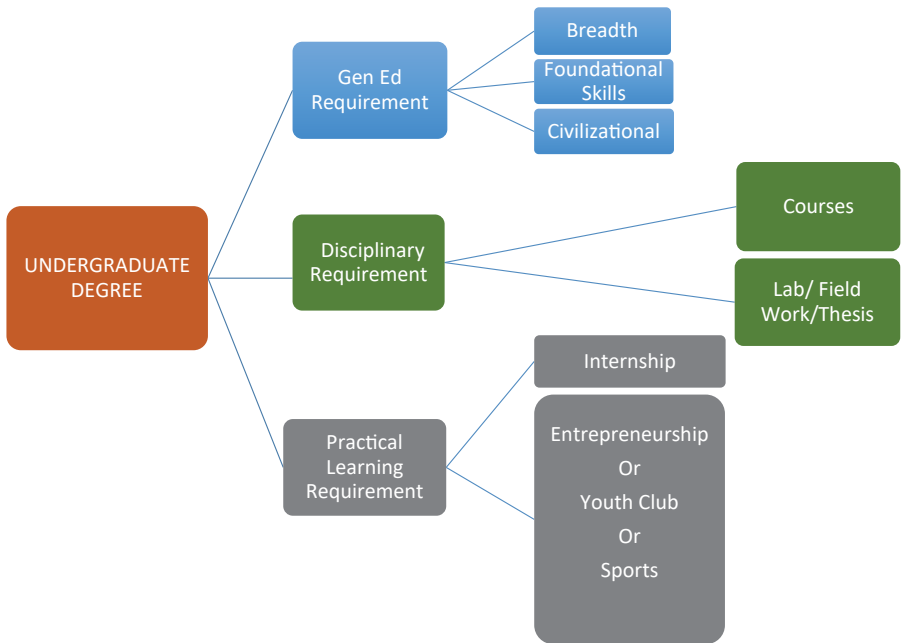 UNDERGRADUATE
DEGREE
Gen Ed
Requirement
Breadth
Foundational
Skills
Civilizational
Disciplinary
Requirement
Courses
Lab/ Field
Work/Thesis
Practical
Learning
Requirement
Internship
Entrepreneurship
Or
Youth Club
Or
Sports